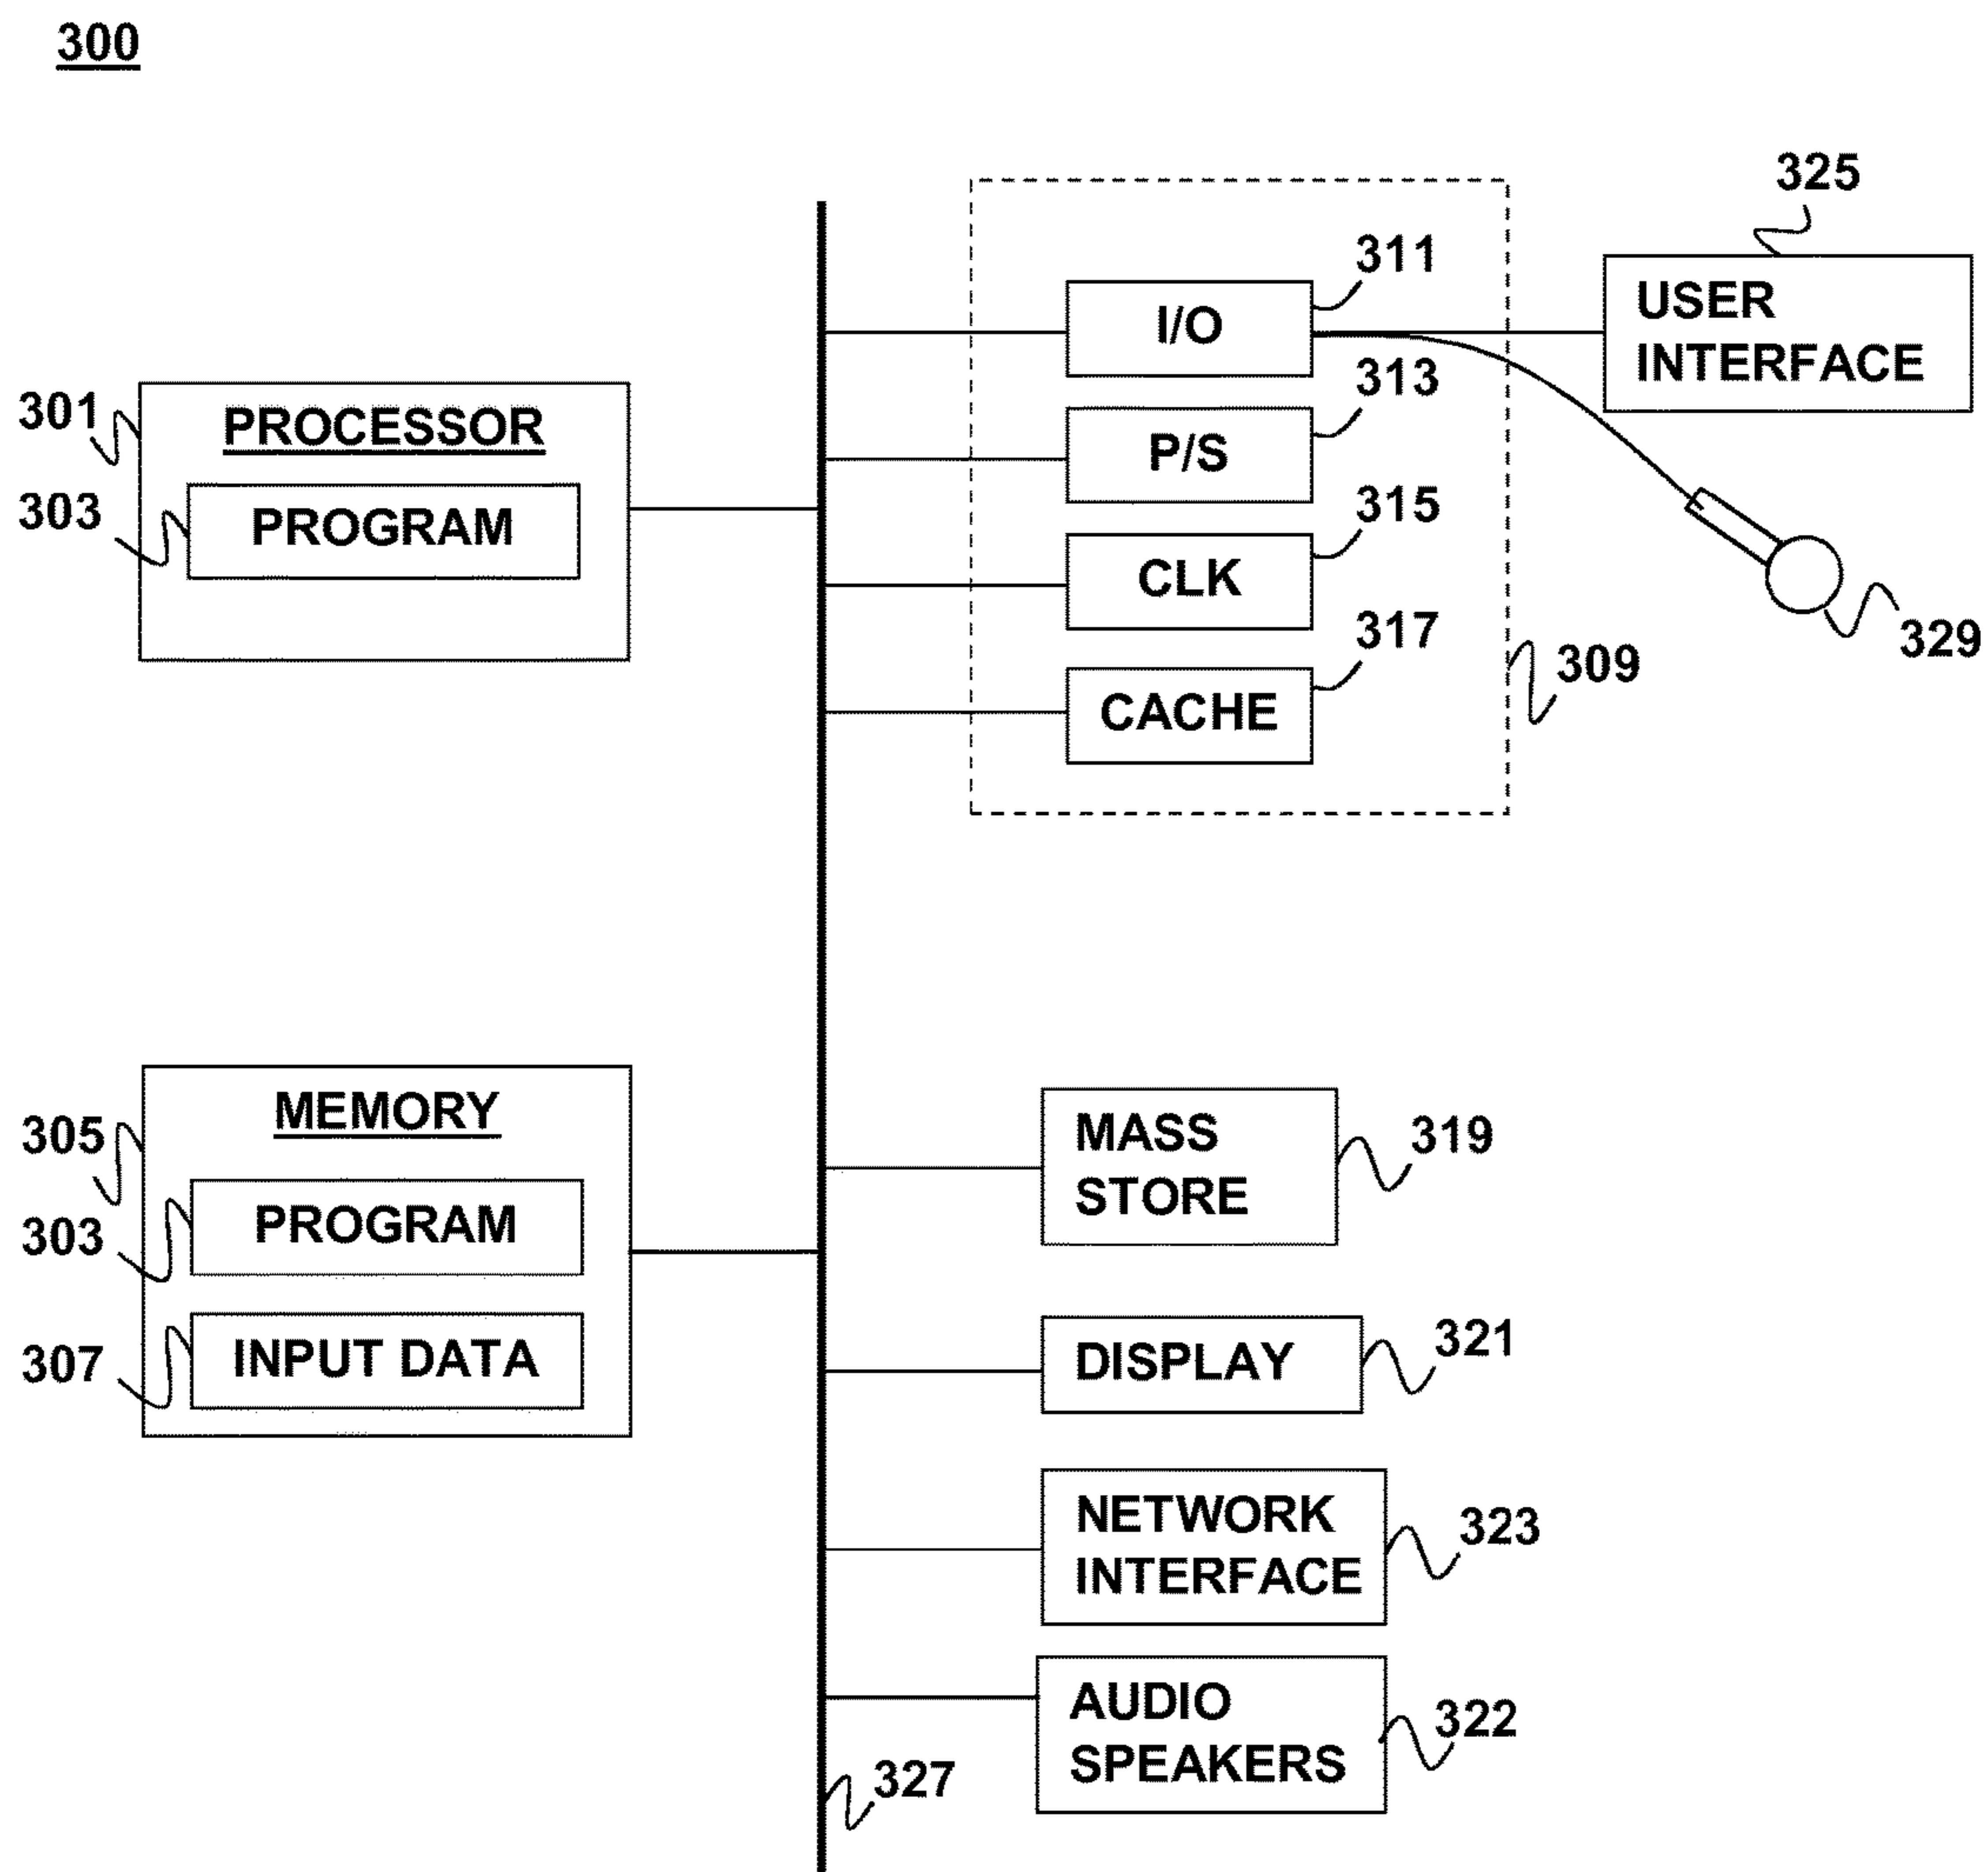 300
325
311
I/O
USER
INTERFACE
313
P/S
301
PROCESSOR
303
PROGRAM
315
CLK
329
317
309
CACHE
305
MEMORY
303
PROGRAM
307
INPUT DATA
MASS
STORE
319
DISPLAY
321
NETWORK
INTERFACE
323
AUDIO
SPEAKERS
322
327